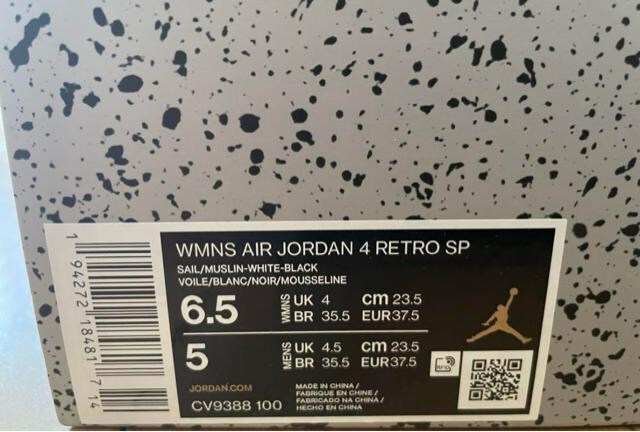 WMNS AIR JORDAN 4 RETRO SP
SAIL/MUSLIN-WHITE-BLACK
VOILE/BLANC/NOIR/MOUSSELINE
6.5 WMNS UK 4 cm 23.5
BR 35.5 EUR 37.5
5 MENS UK 4.5 cm 23.5
BR 35.5 EUR 37.5
RFID
JORDAN.COM
CV9388 100
MADE IN CHINA /
FABRIQUE EN CHINE /
FABRICADO NA CHINA /
HECHO EN CHINA
1 94272 18481 7 14